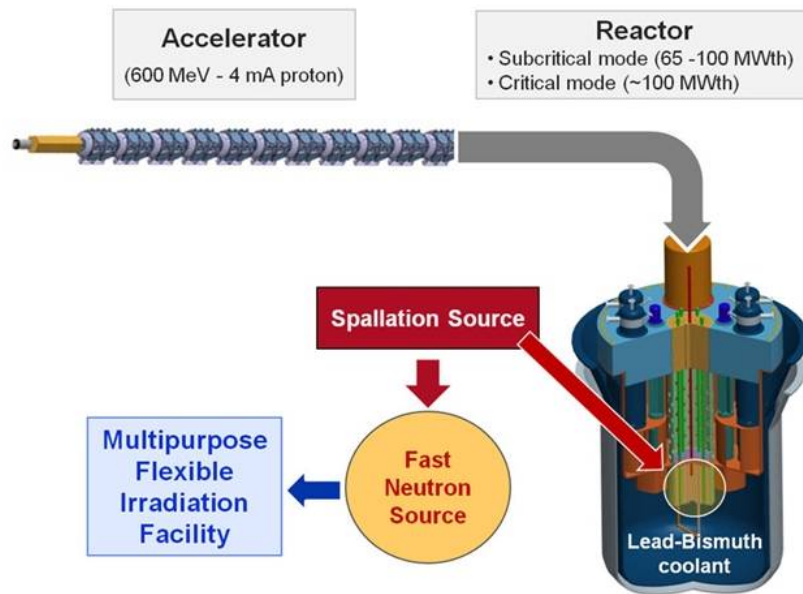 Accelerator
(600 MeV - 4 mA proton)
Reactor
• Subcritical mode (65 -100 MWth)
• Critical mode (~100 MWth)
Spallation Source
Multipurpose
Flexible
Irradiation
Facility
Fast
Neutron
Source
Lead-Bismuth
coolant